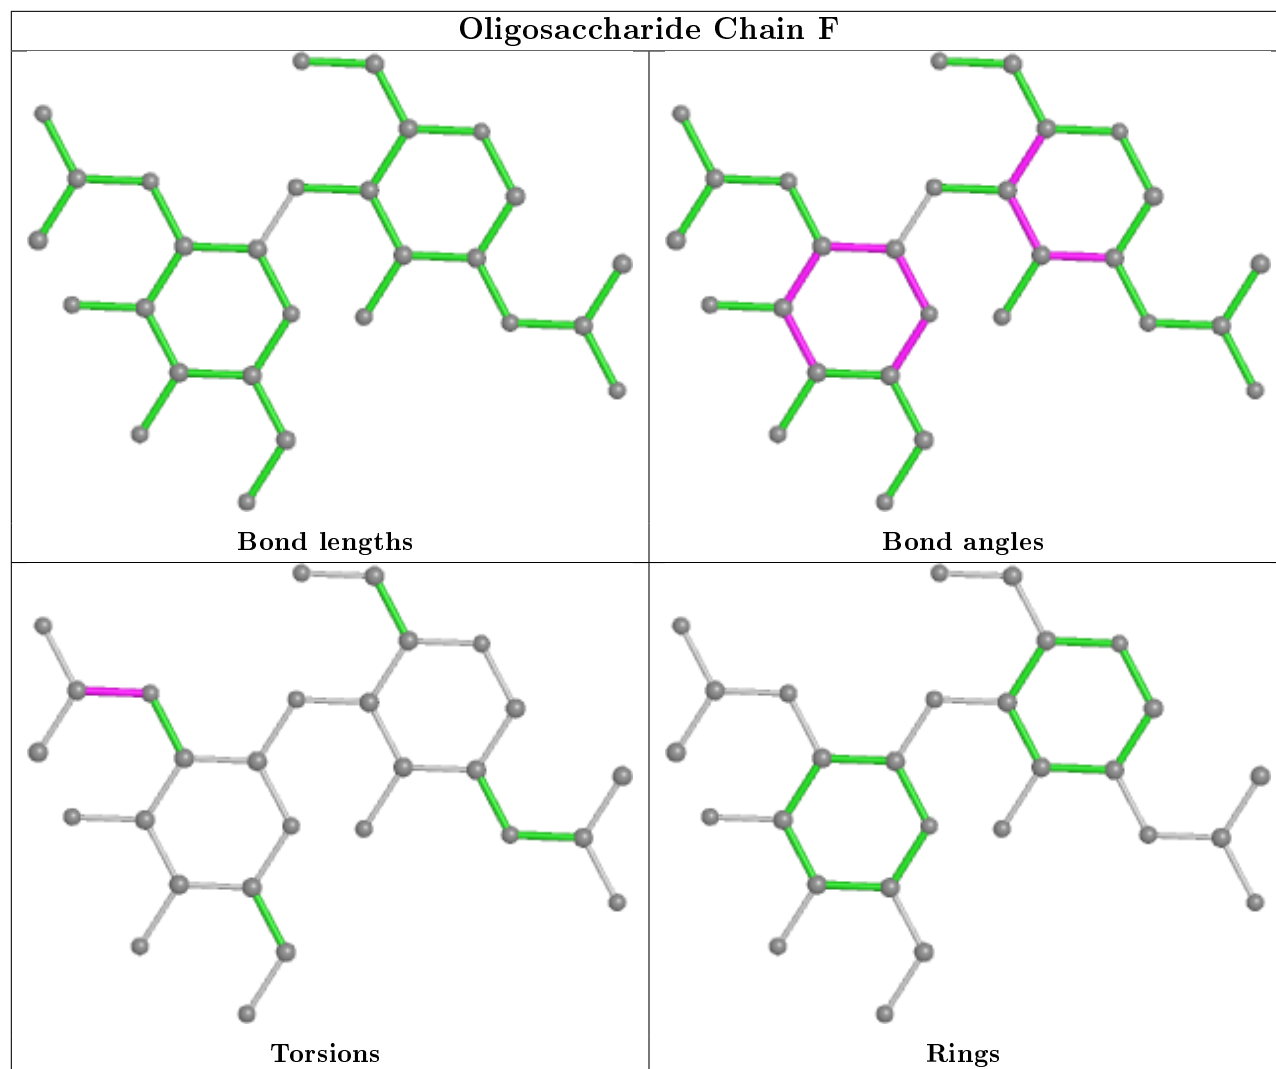 Oligosaccharide Chain F
Bond lengths
Bond angles
Torsions
Rings